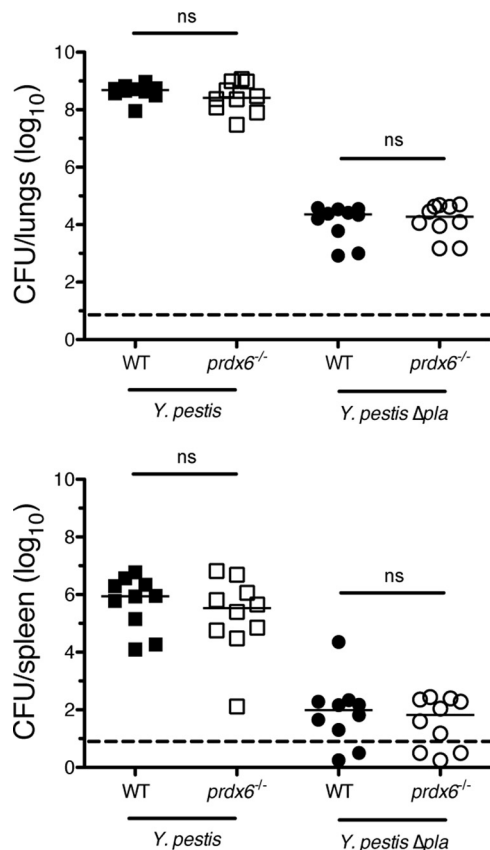 ns
10
8
ns
6
4
2
0
CFU/lungs (log10)
WT
prdx6-/-
WT
prdx6-/-
Y. pestis
Y. pestis Δpla
ns
10
8
ns
6
4
2
0
CFU/spleen (log10)
WT
prdx6-/-
WT
prdx6-/-
Y. pestis
Y. pestis Δpla